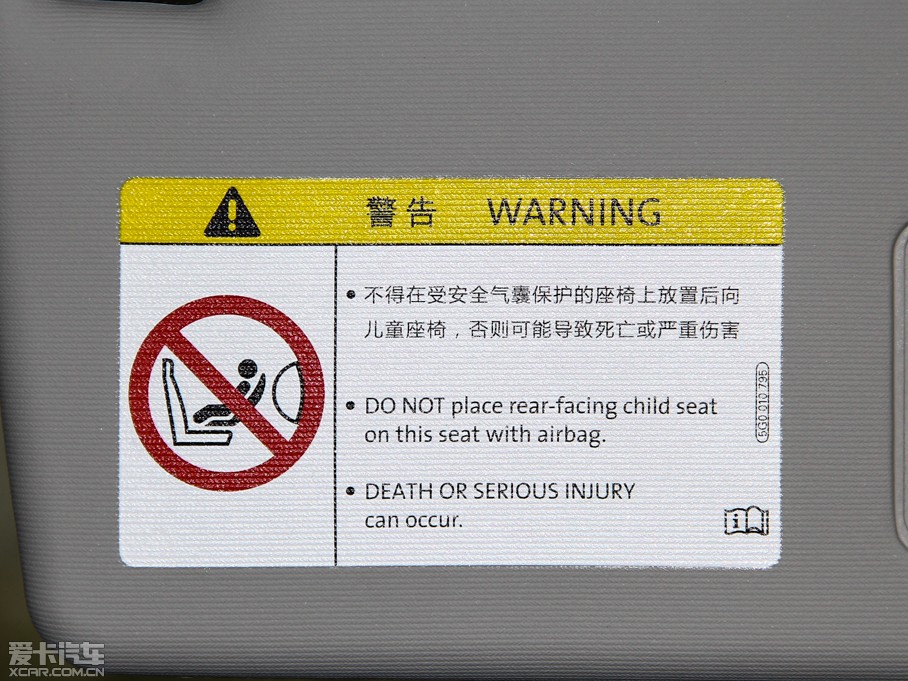 警告 WARNING
• 不得在受安全气囊保护的座椅上放置后向
儿童座椅，否则可能导致死亡或严重伤害
• DO NOT place rear-facing child seat
on this seat with airbag.
• DEATH OR SERIOUS INJURY
can occur.
5G0 010 795
i
爱卡汽车
XCAR.COM.CN